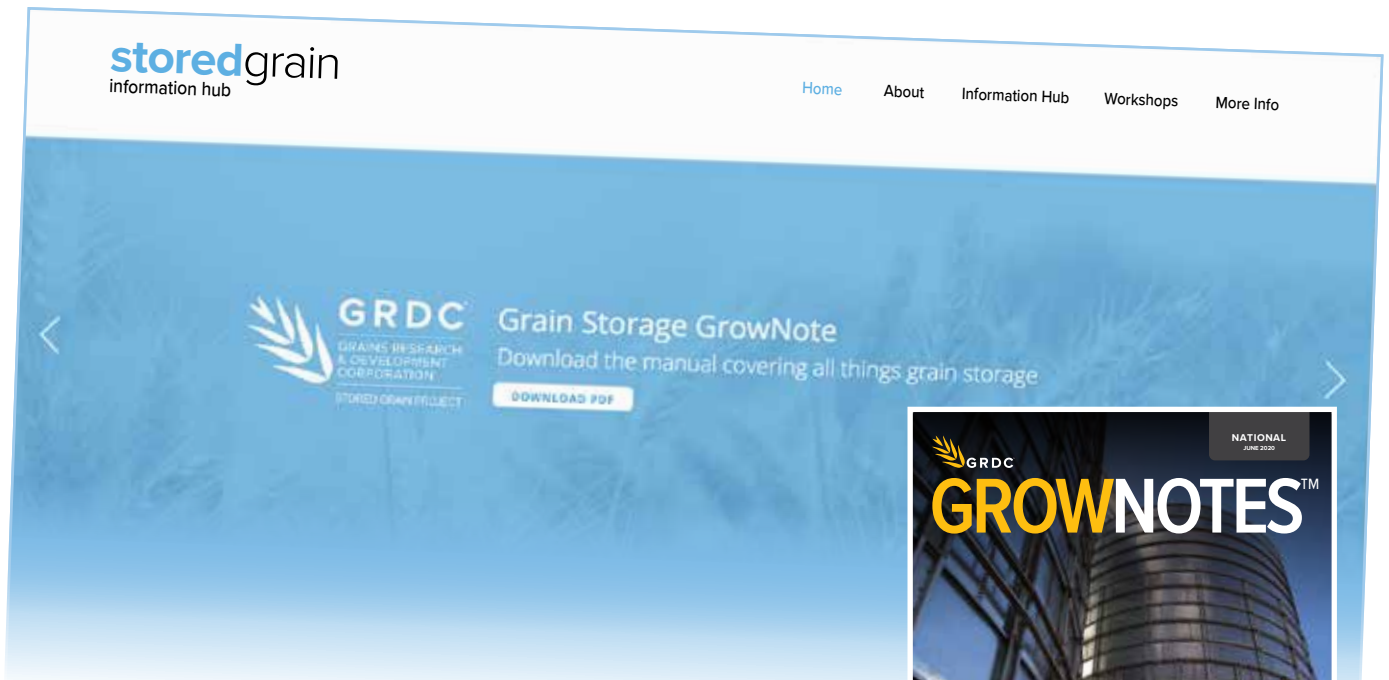 storedgrain
information hub
Home About Information Hub Workshops More Info
GRDC
GRAINS RESEARCH
& DEVELOPMENT
CORPORATION
STORED GRAIN PROJECT
Grain Storage GrowNote
Download the manual covering all things grain storage
DOWNLOAD PDF
NATIONAL
JUNE 2020
GRDC
GROWNOTES™